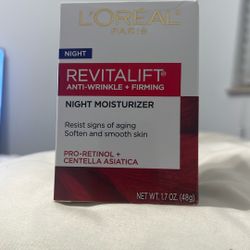 L'ORÉAL
PARIS
NIGHT
REVITALIFT®
ANTI-WRINKLE + FIRMING
NIGHT MOISTURIZER
Resist signs of aging
Soften and smooth skin
PRO-RETINOL +
CENTELLA ASIATICA
NET WT. 1.7 OZ. (48g)